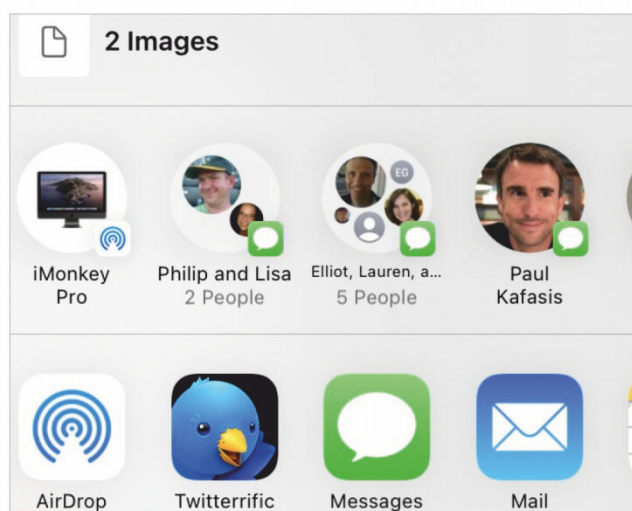 2 Images
EG
iMonkey
Pro
Philip and Lisa
2 People
Elliot, Lauren, a...
5 People
Paul
Kafasis
AirDrop
Twitterrific
Messages
Mail